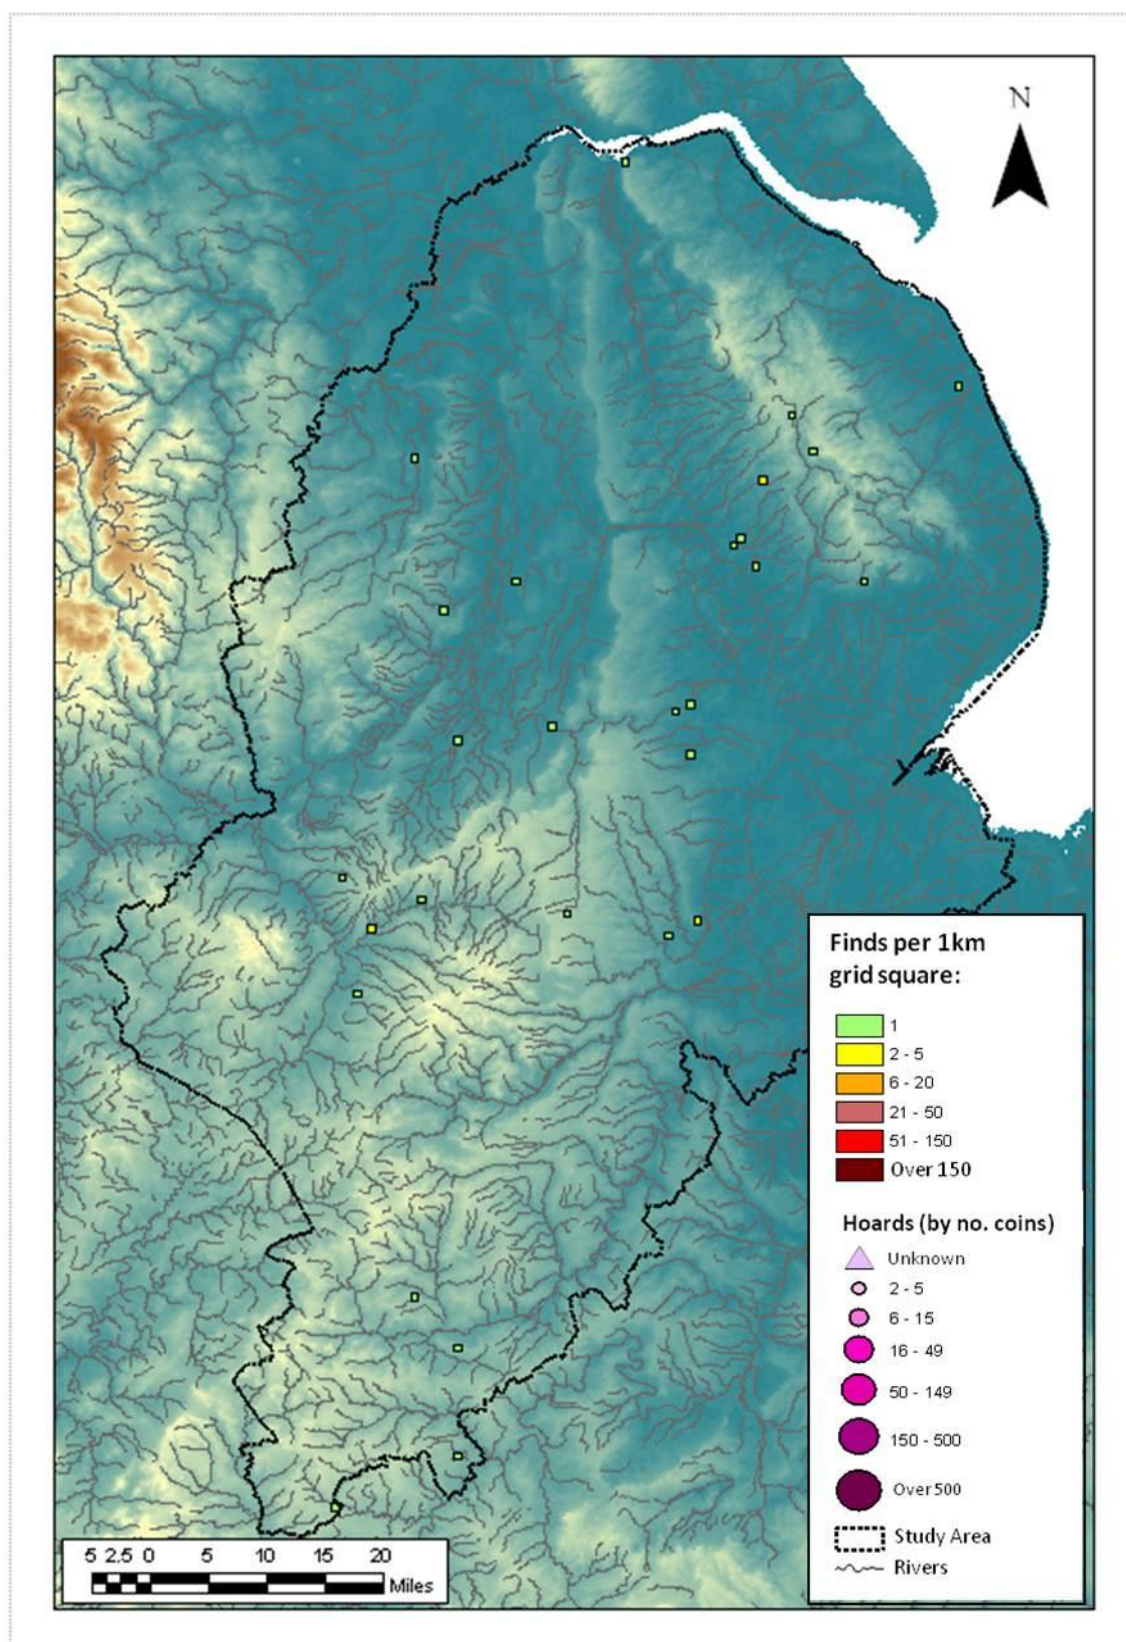 N
Finds per 1km
grid square:
1
2 - 5
6 - 20
21 - 50
51 - 150
Over 150
Hoards (by no. coins)
Unknown
2 - 5
6 - 15
16 - 49
50 - 149
150 - 500
Over 500
Study Area
Rivers
5 2.5 0 5 10 15 20
Miles